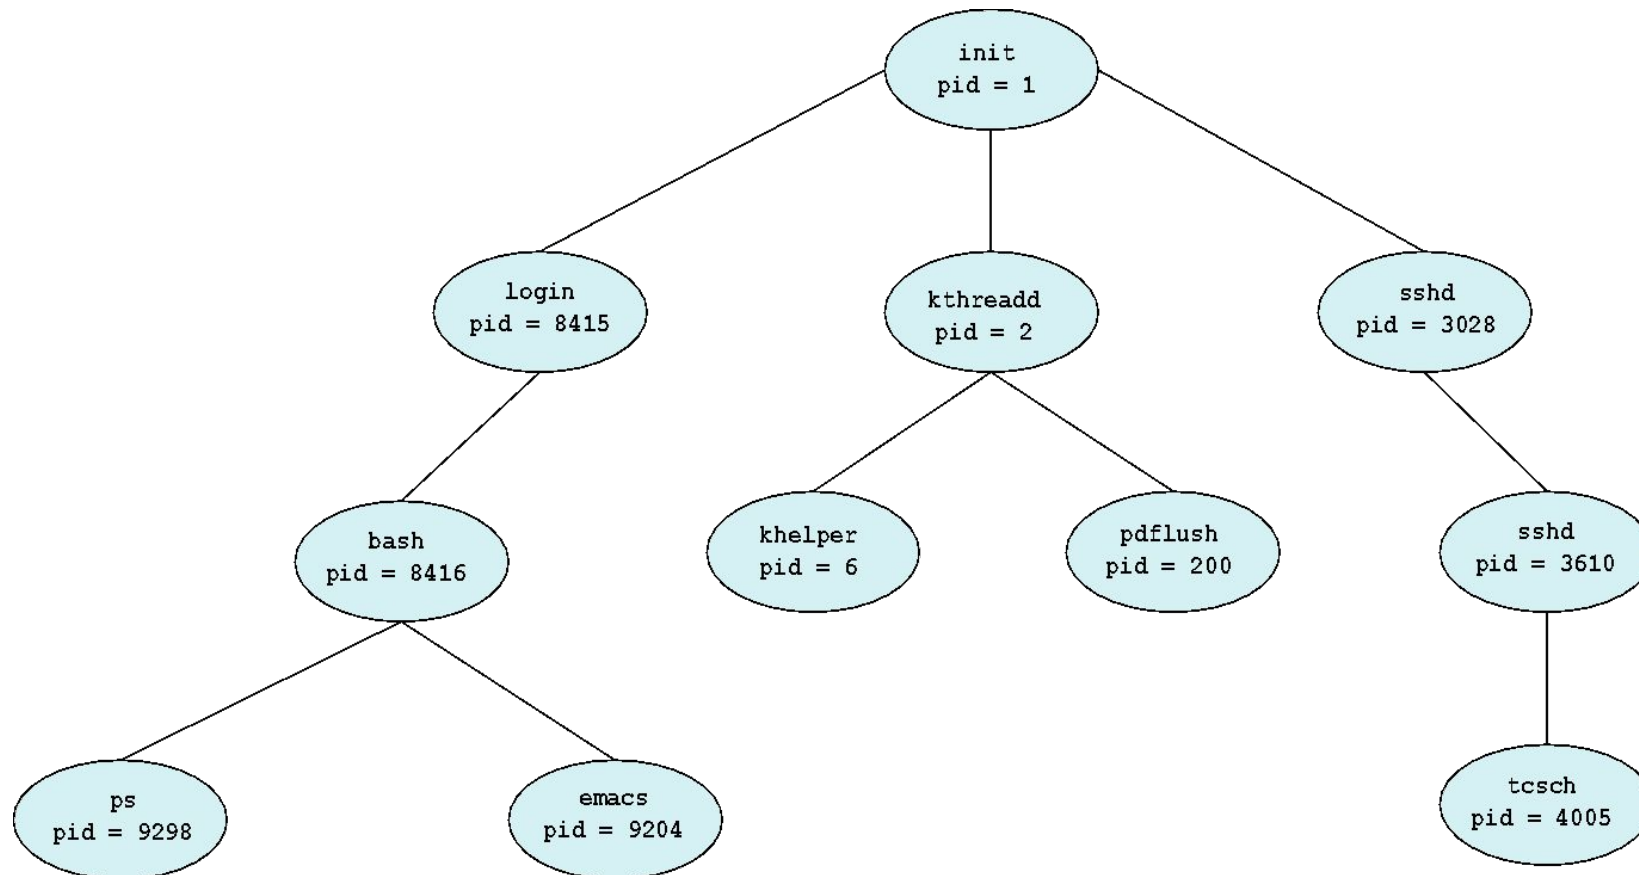 init
pid = 1
login
pid = 8415
kthreadd
pid = 2
sshd
pid = 3028
bash
pid = 8416
khelper
pid = 6
pdflush
pid = 200
sshd
pid = 3610
ps
pid = 9298
emacs
pid = 9204
tcsch
pid = 4005